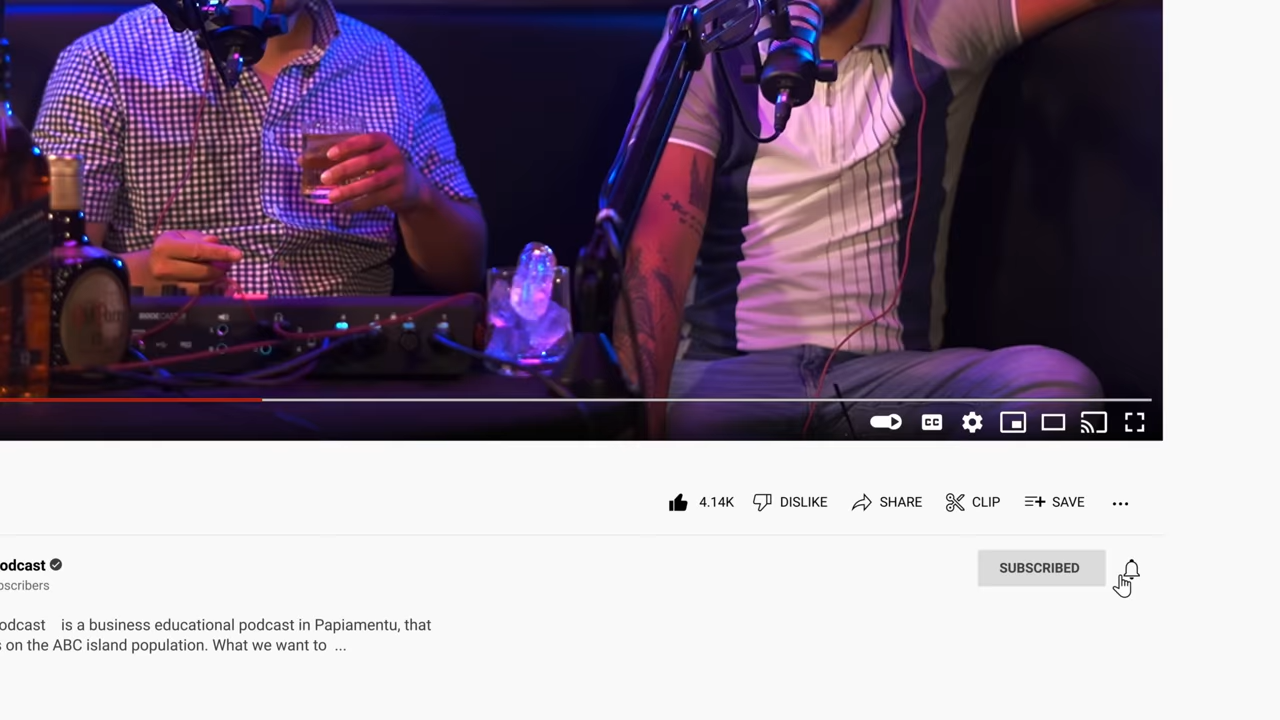 CC
4.14K DISLIKE SHARE CLIP SAVE
odcast
scribers
SUBSCRIBED
odcast is a business educational podcast in Papiamentu, that
s on the ABC island population. What we want to ...